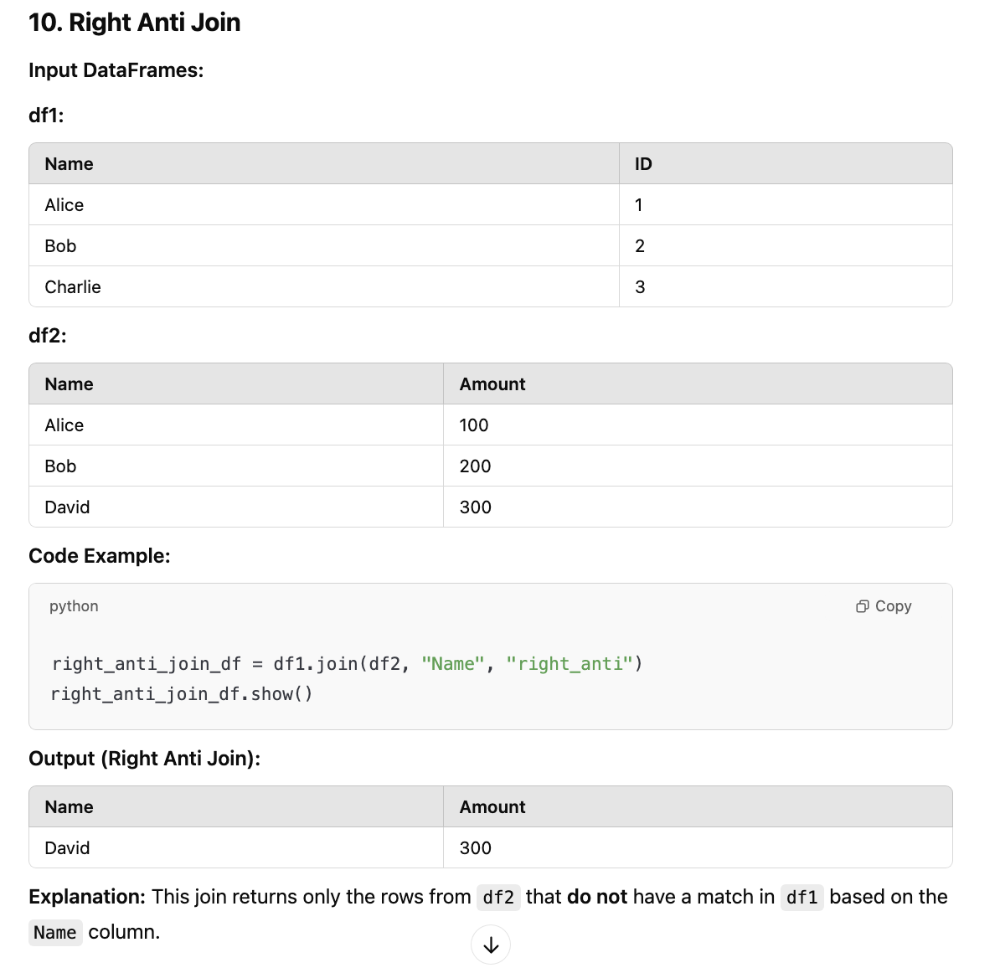 10. Right Anti Join
Input DataFrames:
df1:
Name ID
Alice 1
Bob 2
Charlie 3
df2:
Name Amount
Alice 100
Bob 200
David 300
Code Example:
python Copy
right_anti_join_df = df1.join(df2, "Name", "right_anti")
right_anti_join_df.show()
Output (Right Anti Join):
Name Amount
David 300
Explanation: This join returns only the rows from df2 that do not have a match in df1 based on the
Name column.